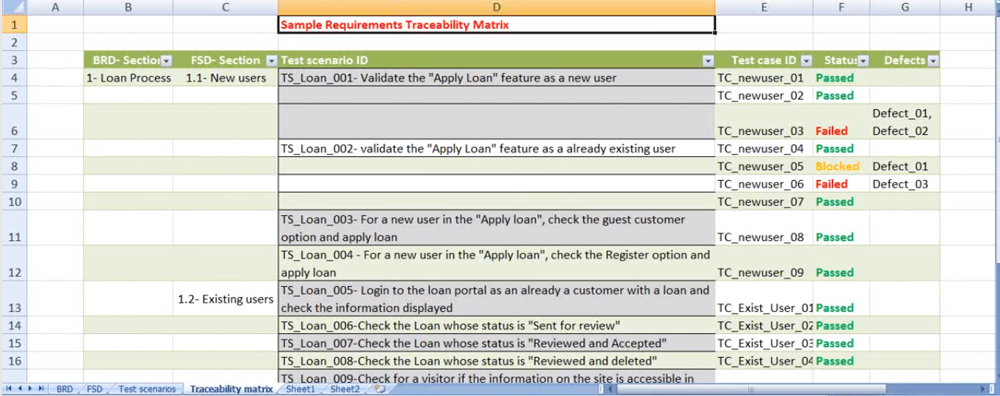 A B C D E F G H
1 Sample Requirements Traceability Matrix
2
3 BRD- Section FSD- Section Test scenario ID Test case ID Status Defects
4 1- Loan Process 1.1- New users TS_Loan_001- Validate the "Apply Loan" feature as a new user TC_newuser_01 Passed
5 TC_newuser_02 Passed
Defect_01,
6 TC_newuser_03 Failed Defect_02
7 TS_Loan_002- validate the "Apply Loan" feature as a already existing user TC_newuser_04 Passed
8 TC_newuser_05 Blocked Defect_01
9 TC_newuser_06 Failed Defect_03
10 TC_newuser_07 Passed
TS_Loan_003- For a new user in the "Apply loan", check the guest customer
11 option and apply loan TC_newuser_08 Passed
TS_Loan_004 - For a new user in the "Apply loan", check the Register option and
12 apply loan TC_newuser_09 Passed
1.2- Existing users TS_Loan_005- Login to the loan portal as an already a customer with a loan and
13 check the information displayed TC_Exist_User_01 Passed
14 TS_Loan_006-Check the Loan whose status is "Sent for review" TC_Exist_User_02 Passed
15 TS_Loan_007-Check the Loan whose status is "Reviewed and Accepted" TC_Exist_User_03 Passed
16 TS_Loan_008-Check the Loan whose status is "Reviewed and deleted" TC_Exist_User_04 Passed
TS_Loan_009-Check for a visitor if the information on the site is accessible in
BRD FSD Test scenarios Traceability matrix Sheet1 Sheet2